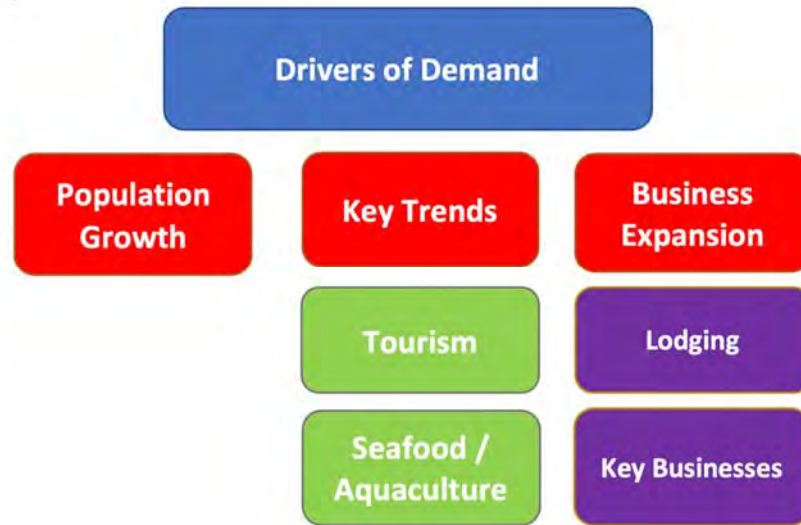 Drivers of Demand
Population
Growth
Key Trends
Business
Expansion
Tourism
Lodging
Seafood /
Aquaculture
Key Businesses